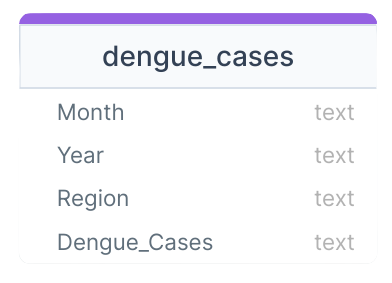 dengue_cases
Month text
Year text
Region text
Dengue_Cases text